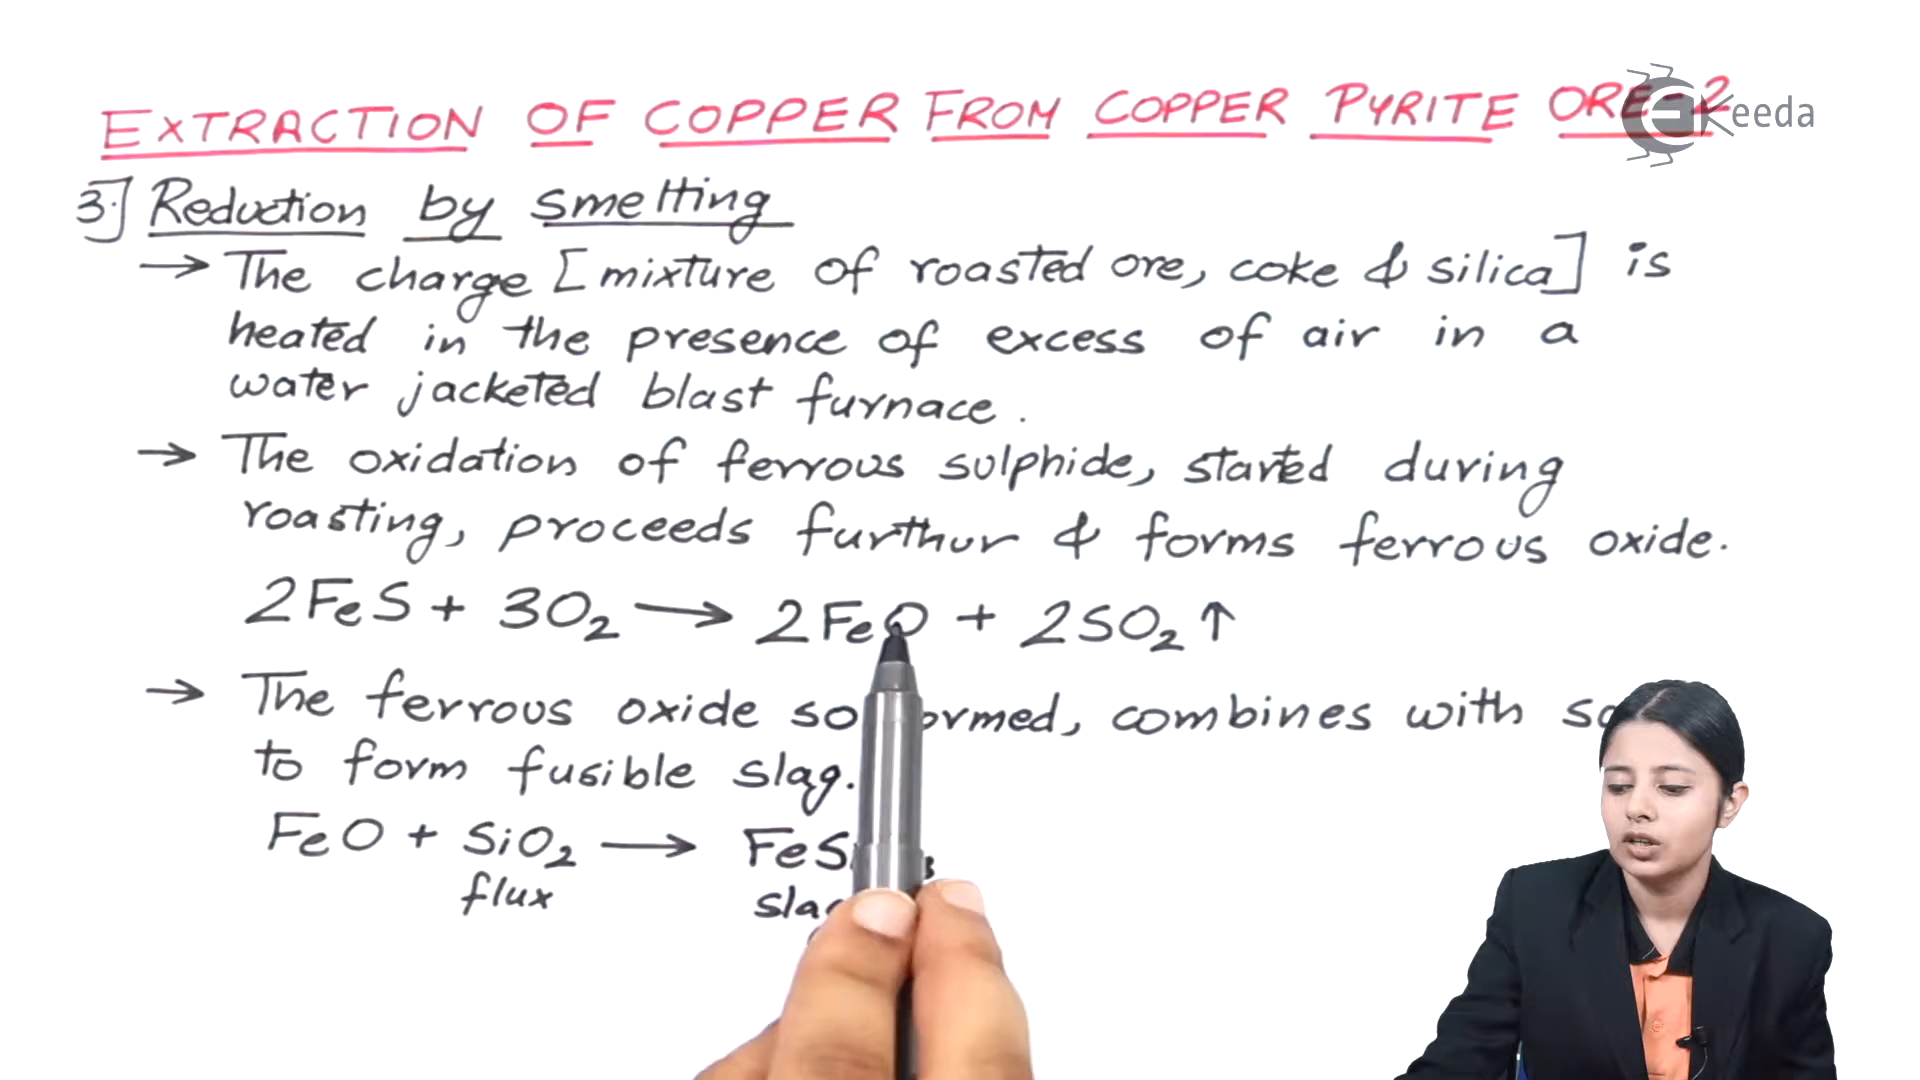 EXTRACTION OF COPPER FROM COPPER PYRITE ORE-2
Keeda
3.] Reduction by smelting
→ The charge [mixture of roasted ore, coke & silica] is
heated in the presence of excess of air in a
water jacketed blast furnace.
→ The oxidation of ferrous sulphide, started during
roasting, proceeds furthur & forms ferrous oxide.
2FeS + 3O₂ → 2FeO + 2SO₂ ↑
→ The ferrous oxide so formed, combines with
to form fusible slag.
FeO + SiO₂ →
flux